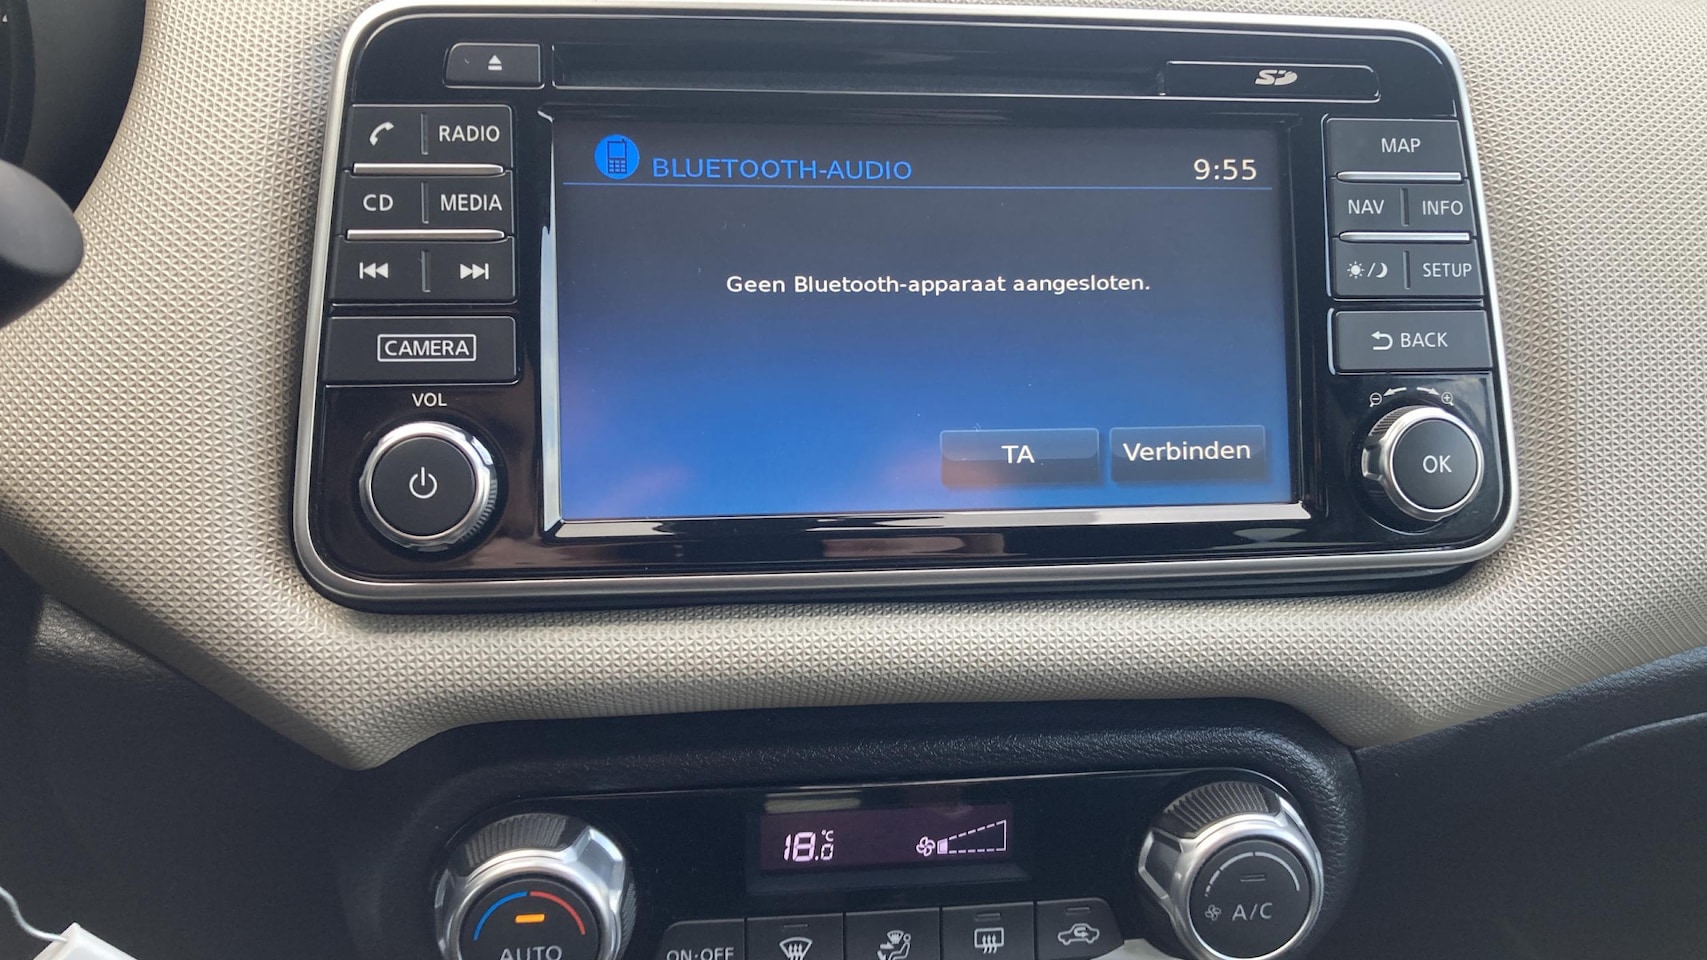 SD
RADIO
CD
MEDIA
CAMERA
VOL
BLUETOOTH-AUDIO
9:55
Geen Bluetooth-apparaat aangesloten.
TA
Verbinden
MAP
NAV
INFO
SETUP
BACK
OK
18.0 °C
AUTO
ON·OFF
A/C